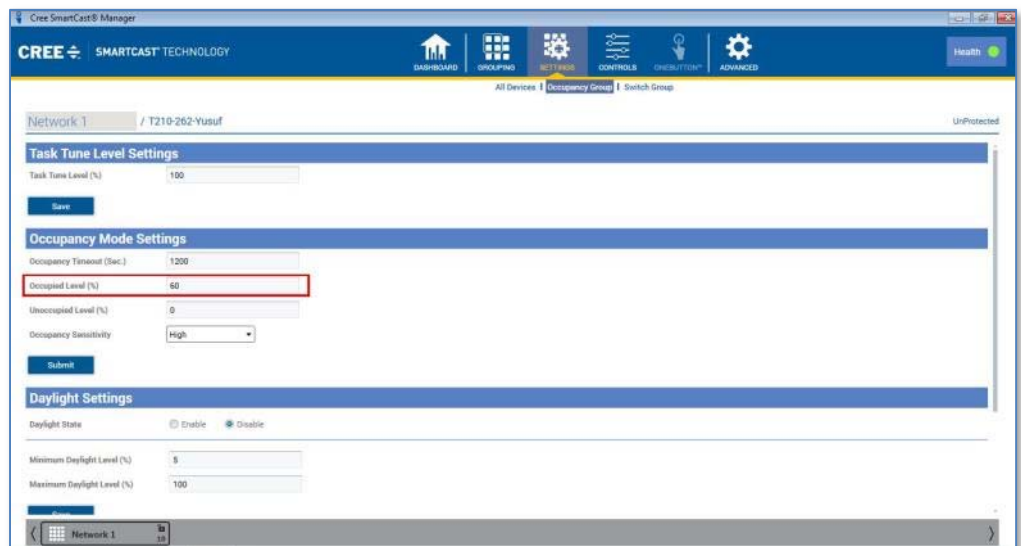 Cree SmartCast® Manager
CREE SMARTCAST® TECHNOLOGY
DASHBOARD
GROUPING
SETTINGS
CONTROLS
ONEBUTTON™
ADVANCED
Health
All Devices | Occupancy Group | Switch Group
Network 1 / T210-262-Yusuf
UnProtected
Task Tune Level Settings
Task Tune Level (%) 100
Save
Occupancy Mode Settings
Occupancy Timeout (Sec.) 1200
Occupied Level (%) 60
Unoccupied Level (%) 0
Occupancy Sensitivity High
Submit
Daylight Settings
Daylight State Enable Disable
Minimum Daylight Level (%) 5
Maximum Daylight Level (%) 100
Save
Network 1 10